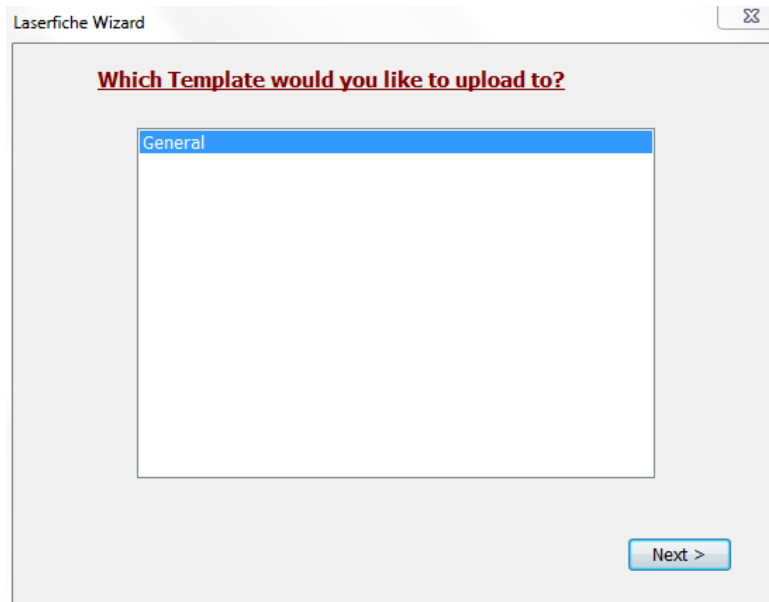 Laserfiche Wizard
Which Template would you like to upload to?
General
Next >